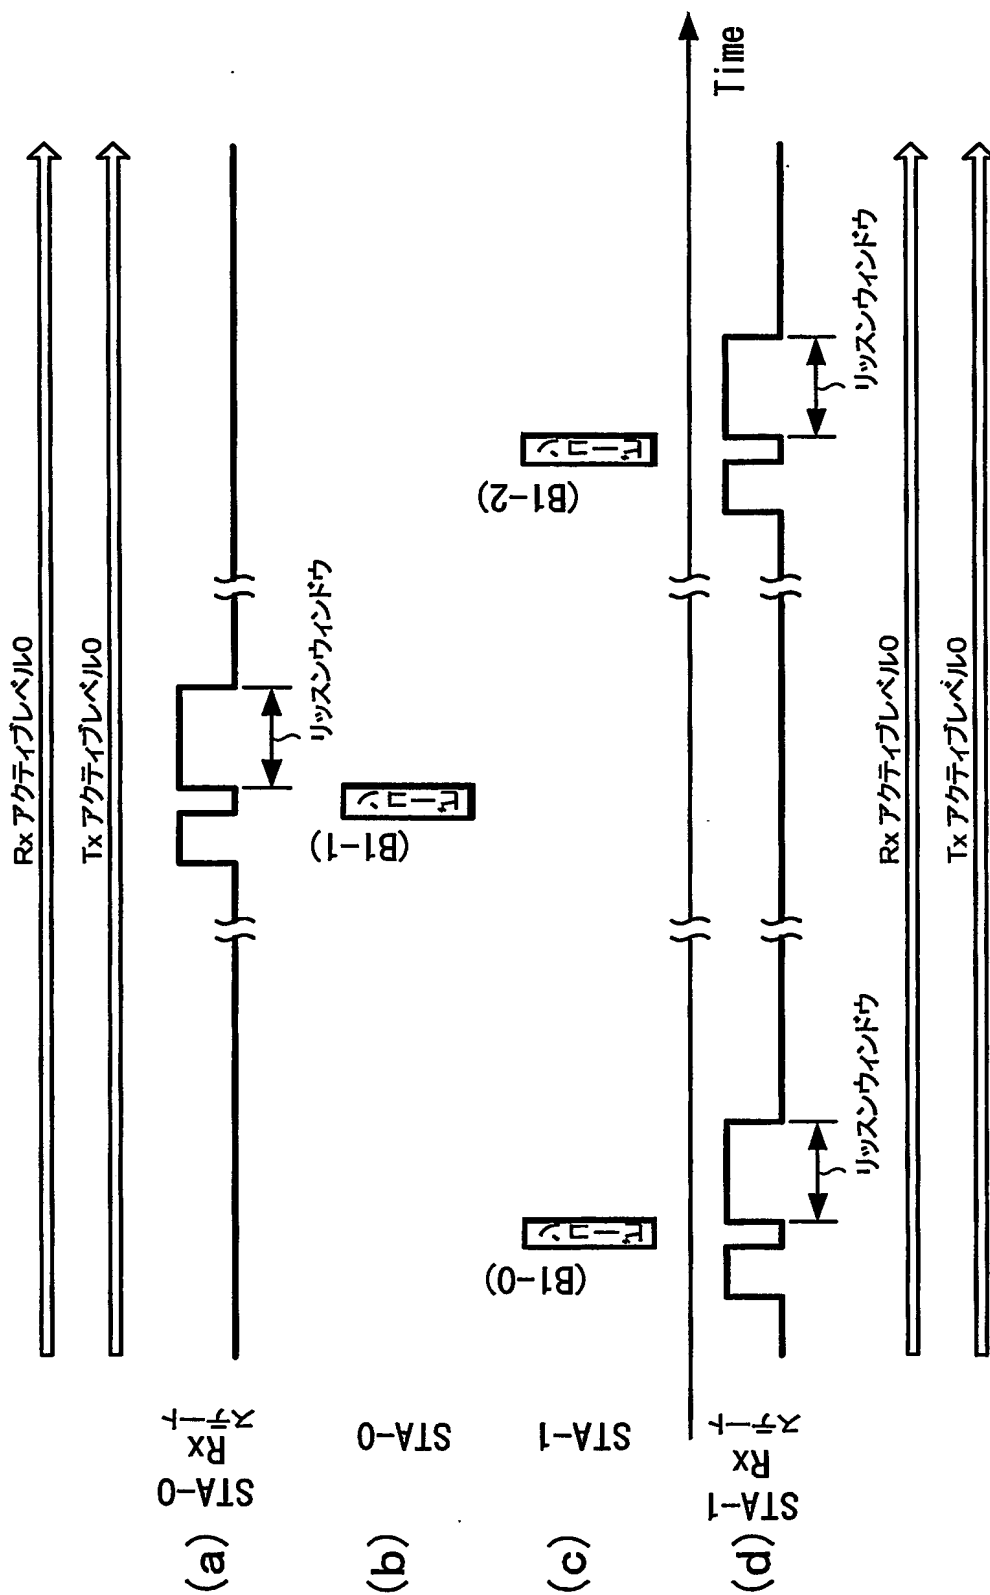 Rx アクティブレベル0
Tx アクティブレベル0
(a)
STA-0
Rx
ステート
リッスンウィンドウ
(b)
STA-0
(B1-1)
ビーコン
(c)
STA-1
(B1-0)
ビーコン
(B1-2)
ビーコン
Time
(d)
STA-1
Rx
ステート
リッスンウィンドウ
リッスンウィンドウ
Rx アクティブレベル0
Tx アクティブレベル0